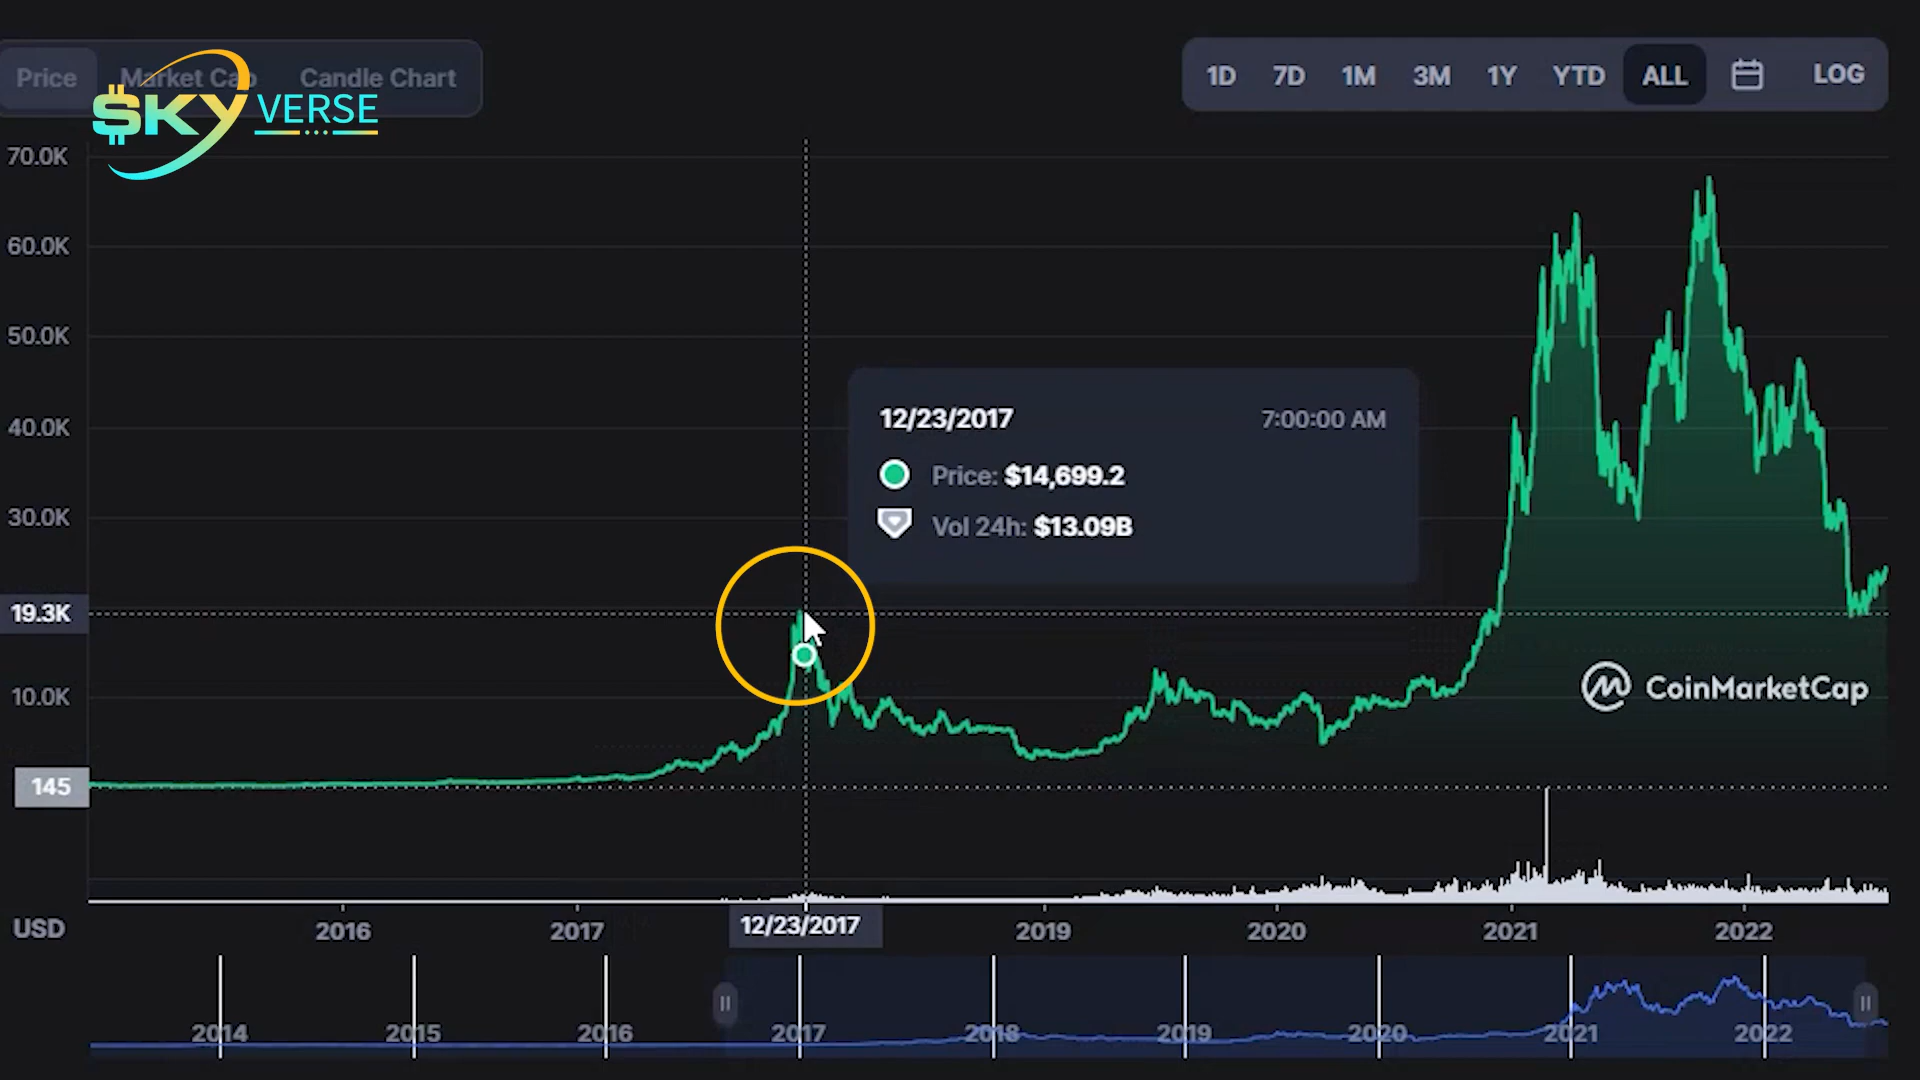 Price Market Cap Candle Chart
$KY VERSE
1D 7D 1M 3M 1Y YTD ALL LOG
70.0K
60.0K
50.0K
40.0K
30.0K
19.3K
10.0K
145
12/23/2017 7:00:00 AM
Price: $14,699.2
Vol 24h: $13.09B
CoinMarketCap
USD 2016 2017 12/23/2017 2019 2020 2021 2022
2014 2015 2016 2017 2018 2019 2020 2021 2022